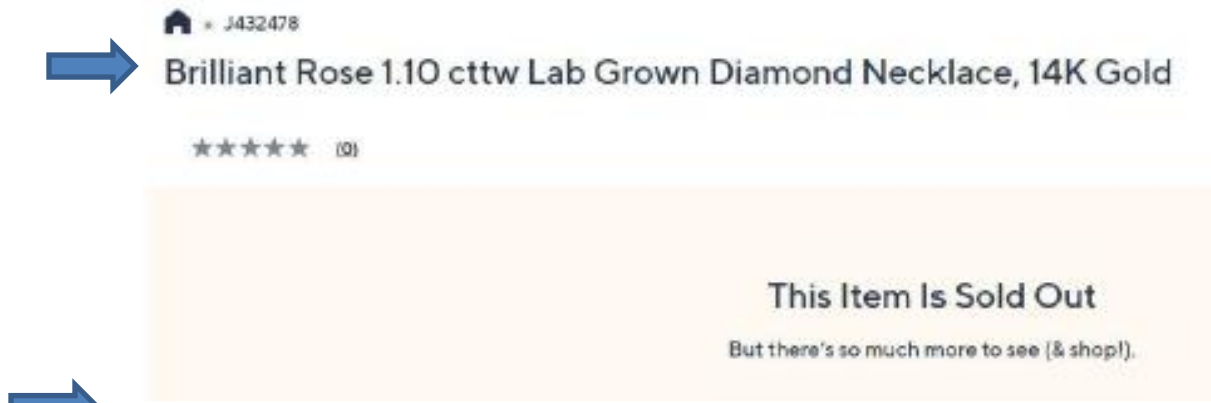 J432478
Brilliant Rose 1.10 cttw Lab Grown Diamond Necklace, 14K Gold
★★★★★ (0)
This Item Is Sold Out
But there's so much more to see (& shop!).